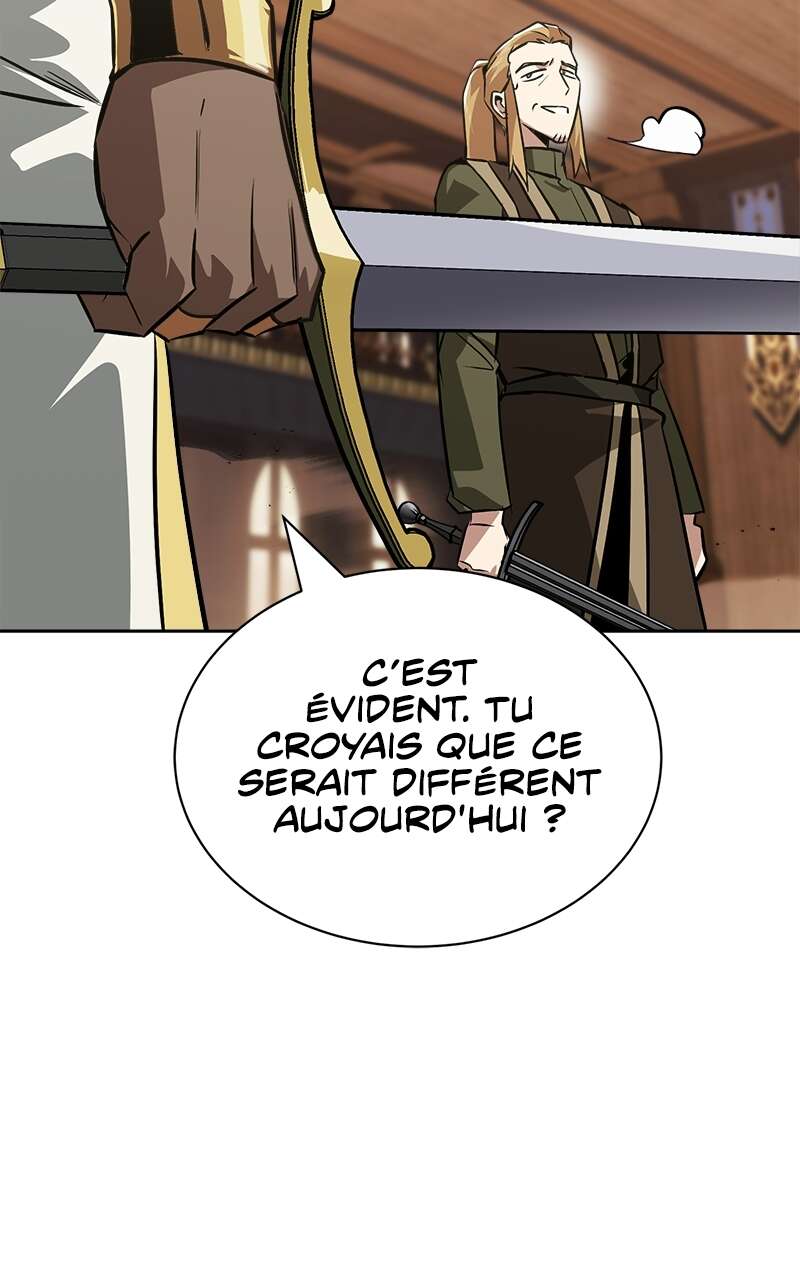 C'EST
ÉVIDENT. TU
CROYAIS QUE CE
SERAIT DIFFÉRENT
AUJOURD'HUI ?